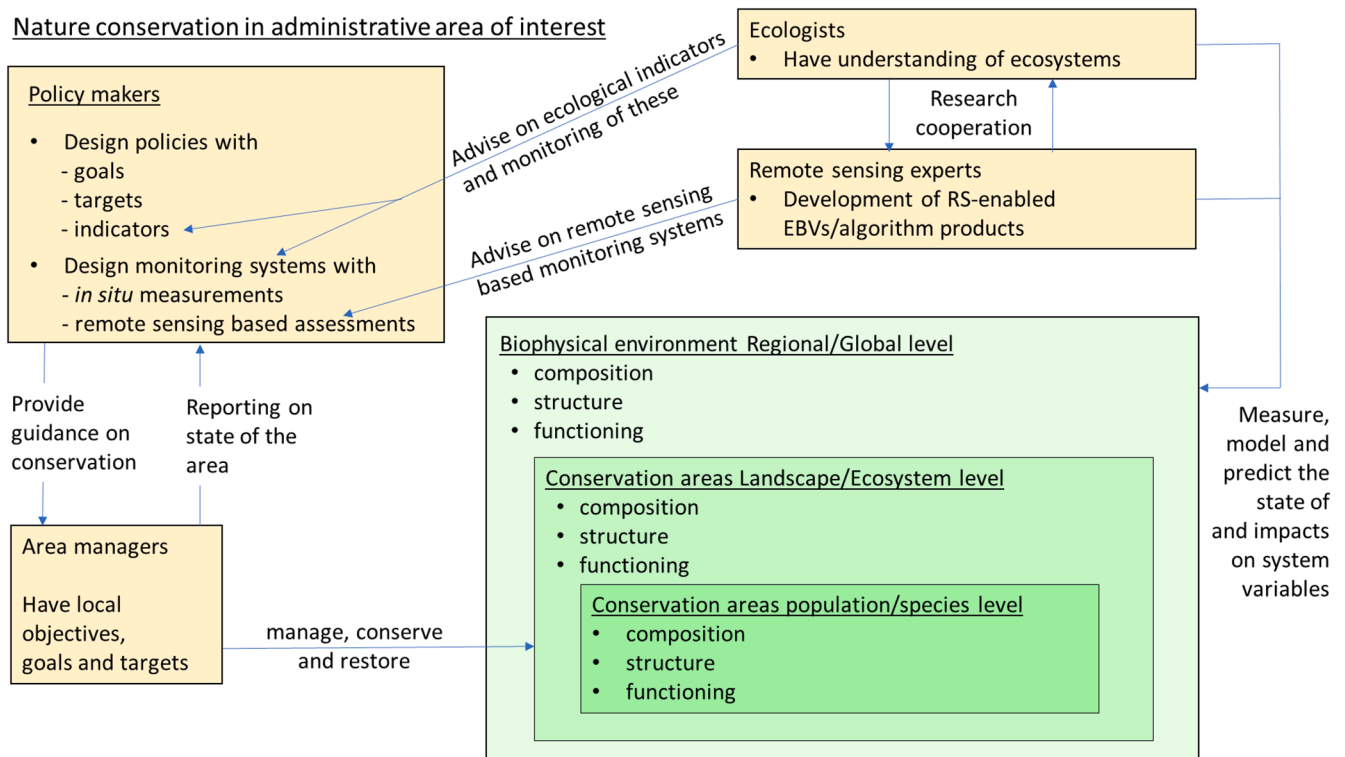 Nature conservation in administrative area of interest
Policy makers
• Design policies with
- goals
- targets
- indicators
• Design monitoring systems with
- in situ measurements
- remote sensing based assessments
Advise on ecological indicators
and monitoring of these
Advise on remote sensing
based monitoring systems
Ecologists
• Have understanding of ecosystems
Research
cooperation
Remote sensing experts
• Development of RS-enabled
EBVs/algorithm products
Provide
guidance on
conservation
Reporting on
state of the
area
Area managers
Have local
objectives,
goals and targets
manage, conserve
and restore
Biophysical environment Regional/Global level
• composition
• structure
• functioning
Conservation areas Landscape/Ecosystem level
• composition
• structure
• functioning
Conservation areas population/species level
• composition
• structure
• functioning
Measure,
model and
predict the
state of
and impacts
on system
variables